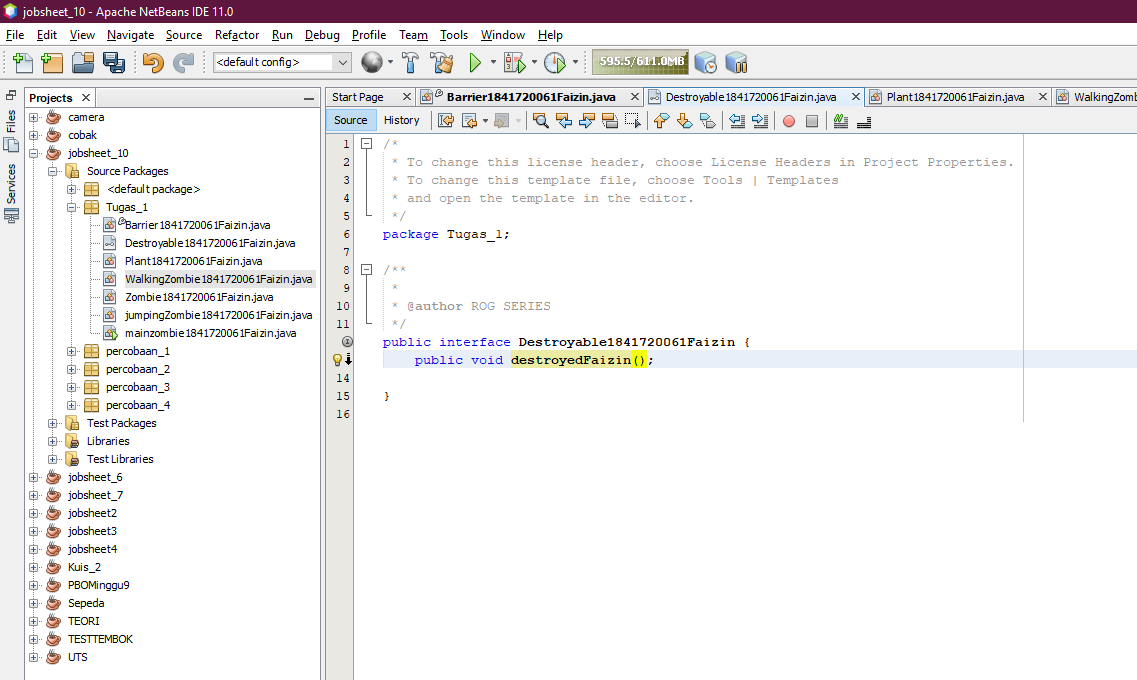 jobsheet_10 - Apache NetBeans IDE 11.0
File Edit View Navigate Source Refactor Run Debug Profile Team Tools Window Help
<default config>
595.5/611.0MB
Files
Services
Projects
camera
cobak
jobsheet_10
Source Packages
<default package>
Tugas_1
Barrier1841720061Faizin.java
Destroyable1841720061Faizin.java
Plant1841720061Faizin.java
WalkingZombie1841720061Faizin.java
Zombie1841720061Faizin.java
jumpingZombie1841720061Faizin.java
mainzombie1841720061Faizin.java
percobaan_1
percobaan_2
percobaan_3
percobaan_4
Test Packages
Libraries
Test Libraries
jobsheet_6
jobsheet_7
jobsheet2
jobsheet3
jobsheet4
Kuis_2
PBOMinggu9
Sepeda
TEORI
TESTTEMBOK
UTS
Start Page Barrier1841720061Faizin.java Destroyable1841720061Faizin.java Plant1841720061Faizin.java WalkingZomb
Source History
1 /*
2 * To change this license header, choose License Headers in Project Properties.
3 * To change this template file, choose Tools | Templates
4 * and open the template in the editor.
5 */
6 package Tugas_1;
7
8 /**
9 *
10 * @author ROG SERIES
11 */
public interface Destroyable1841720061Faizin {
public void destroyedFaizin();
14
15 }
16